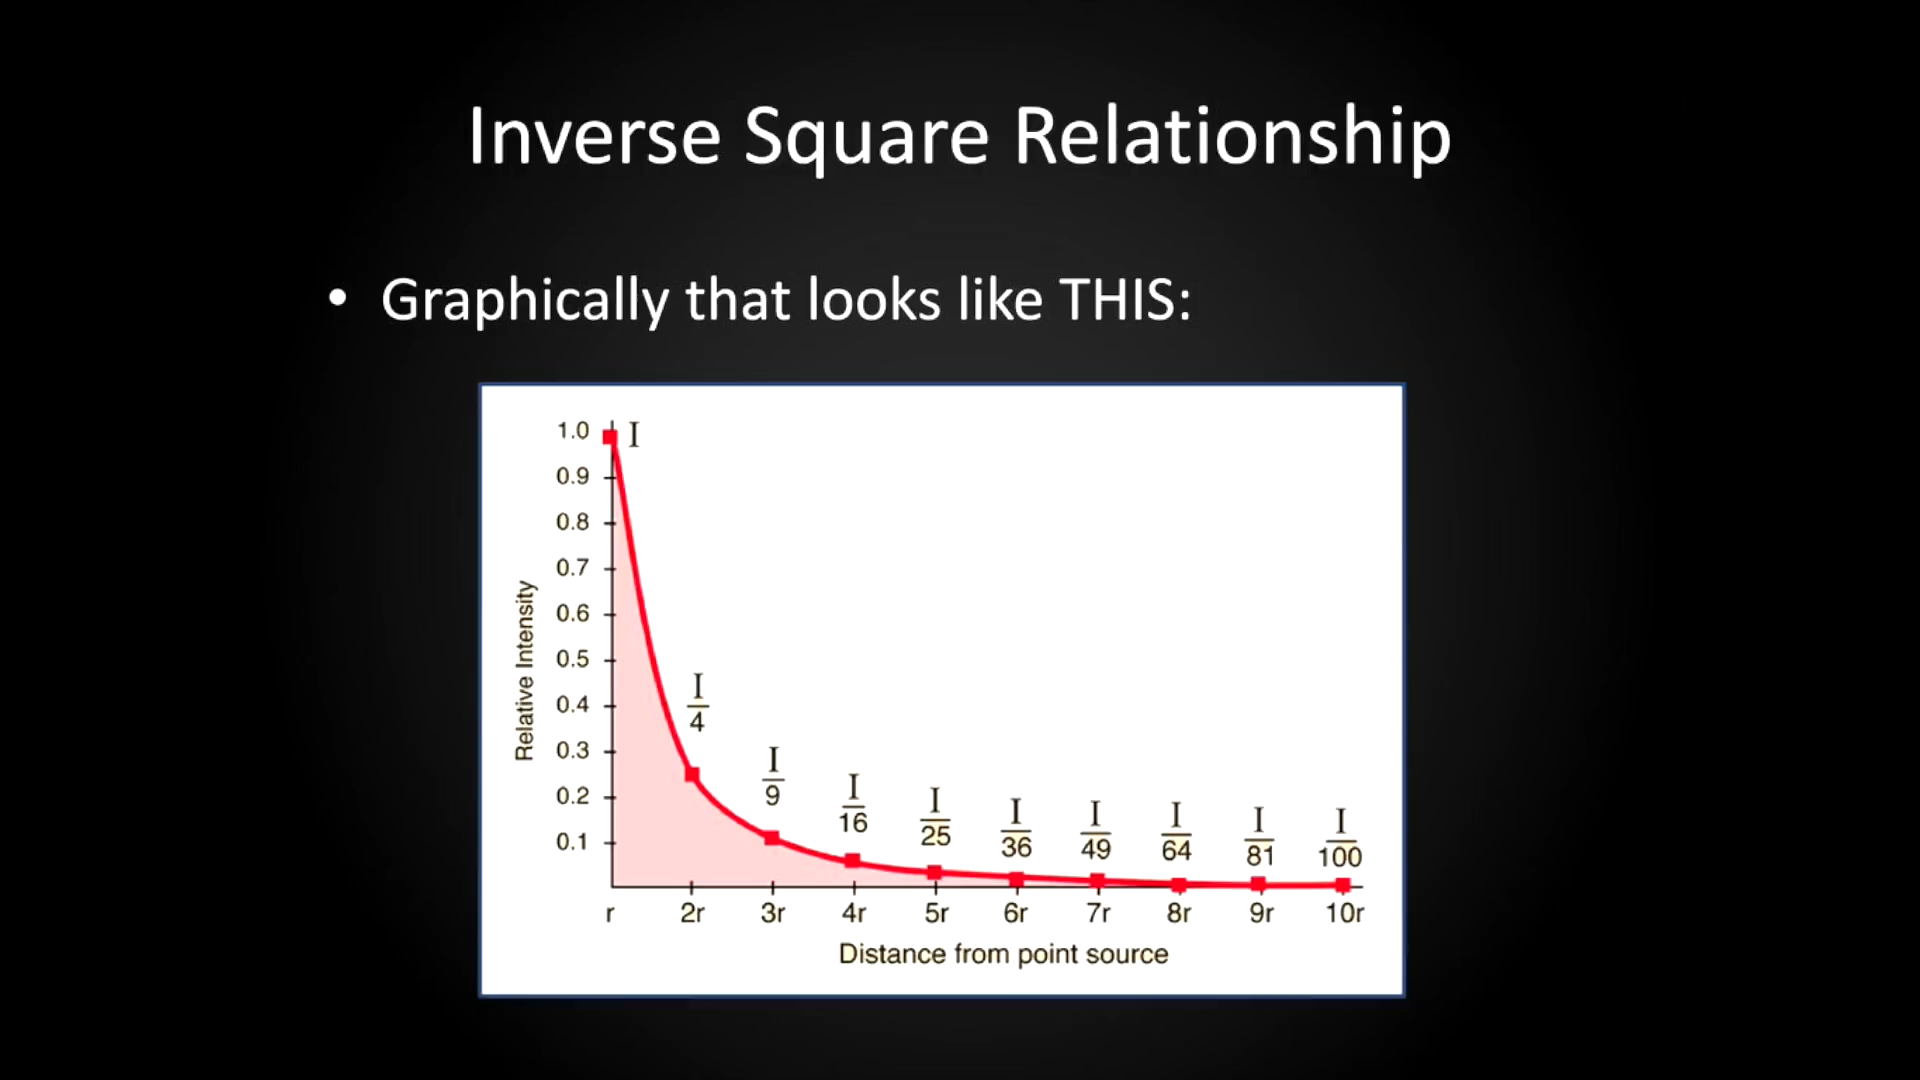 Inverse Square Relationship
• Graphically that looks like THIS:
1.0
0.9
0.8
0.7
0.6
0.5
0.4
0.3
0.2
0.1
Relative Intensity
I
I
4
I
9
I
16
I
25
I
36
I
49
I
64
I
81
I
100
r 2r 3r 4r 5r 6r 7r 8r 9r 10r
Distance from point source